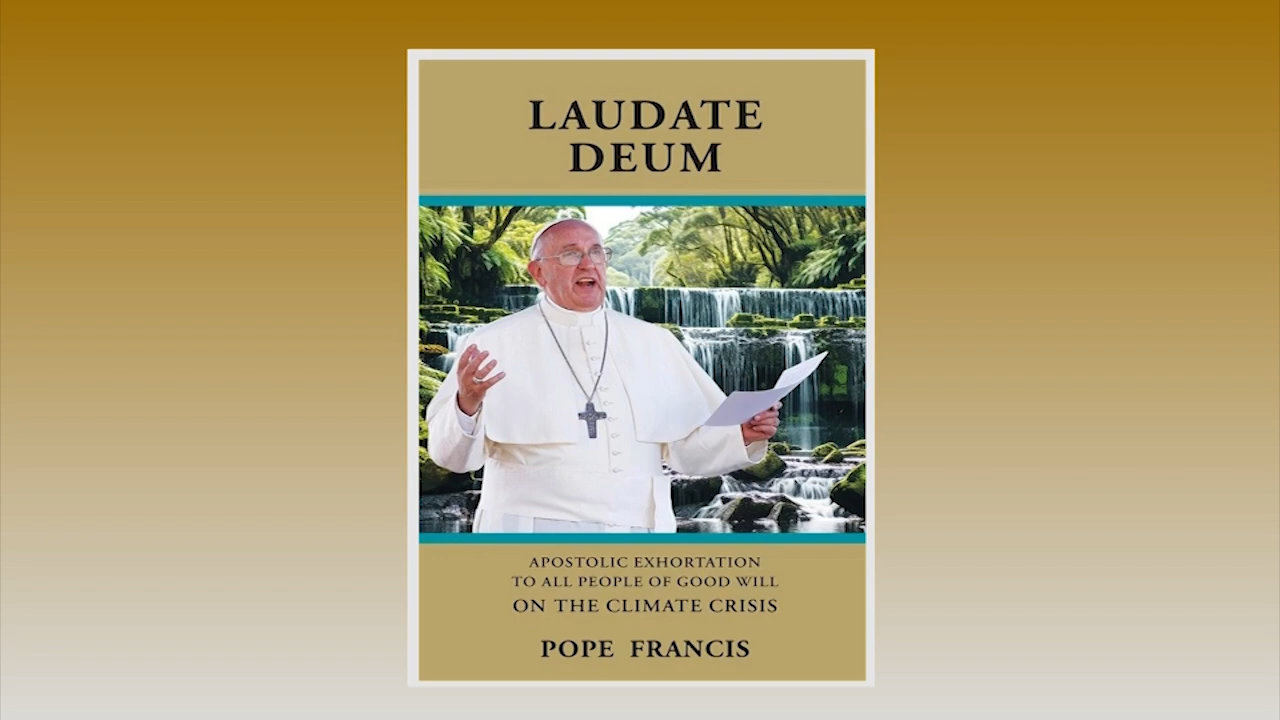 LAUDATE
DEUM
APOSTOLIC EXHORTATION
TO ALL PEOPLE OF GOOD WILL
ON THE CLIMATE CRISIS
POPE FRANCIS